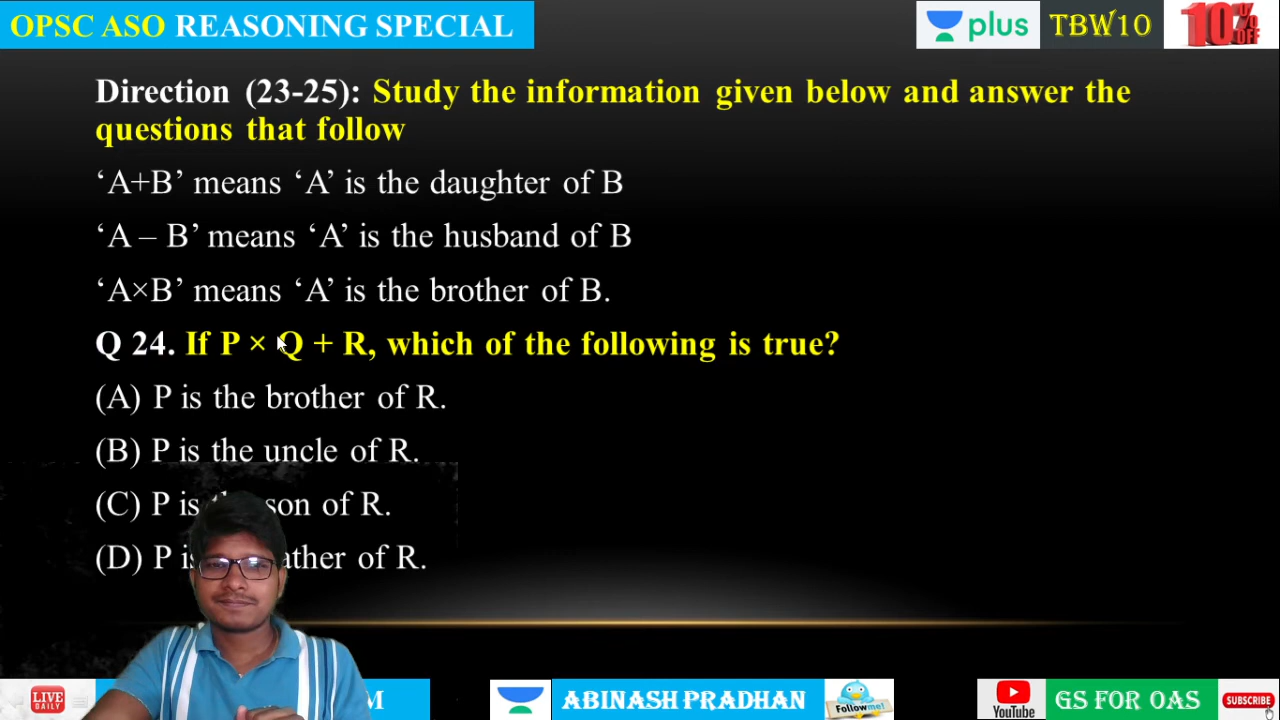 OPSC ASO REASONING SPECIAL
plus
TBW10
10%
OFF
Direction (23-25): Study the information given below and answer the
questions that follow
‘A+B’ means ‘A’ is the daughter of B
‘A – B’ means ‘A’ is the husband of B
‘A×B’ means ‘A’ is the brother of B.
Q 24. If P × Q + R, which of the following is true?
(A) P is the brother of R.
(B) P is the uncle of R.
(C) P is son of R.
(D) P of R.
LIVE
DAILY
ABINASH PRADHAN
Follow me!
YouTube
GS FOR OAS
SUBSCRIBE